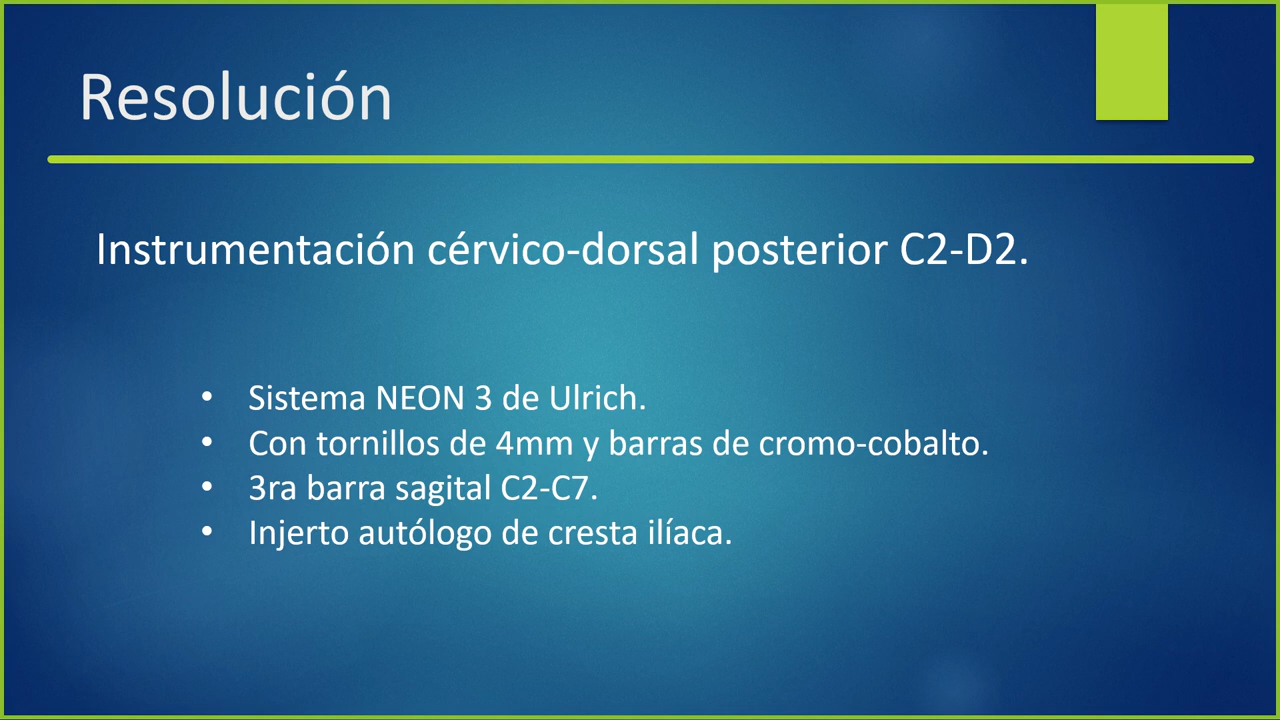 Resolución
Instrumentación cérvico-dorsal posterior C2-D2.
• Sistema NEON 3 de Ulrich.
• Con tornillos de 4mm y barras de cromo-cobalto.
• 3ra barra sagital C2-C7.
• Injerto autólogo de cresta ilíaca.